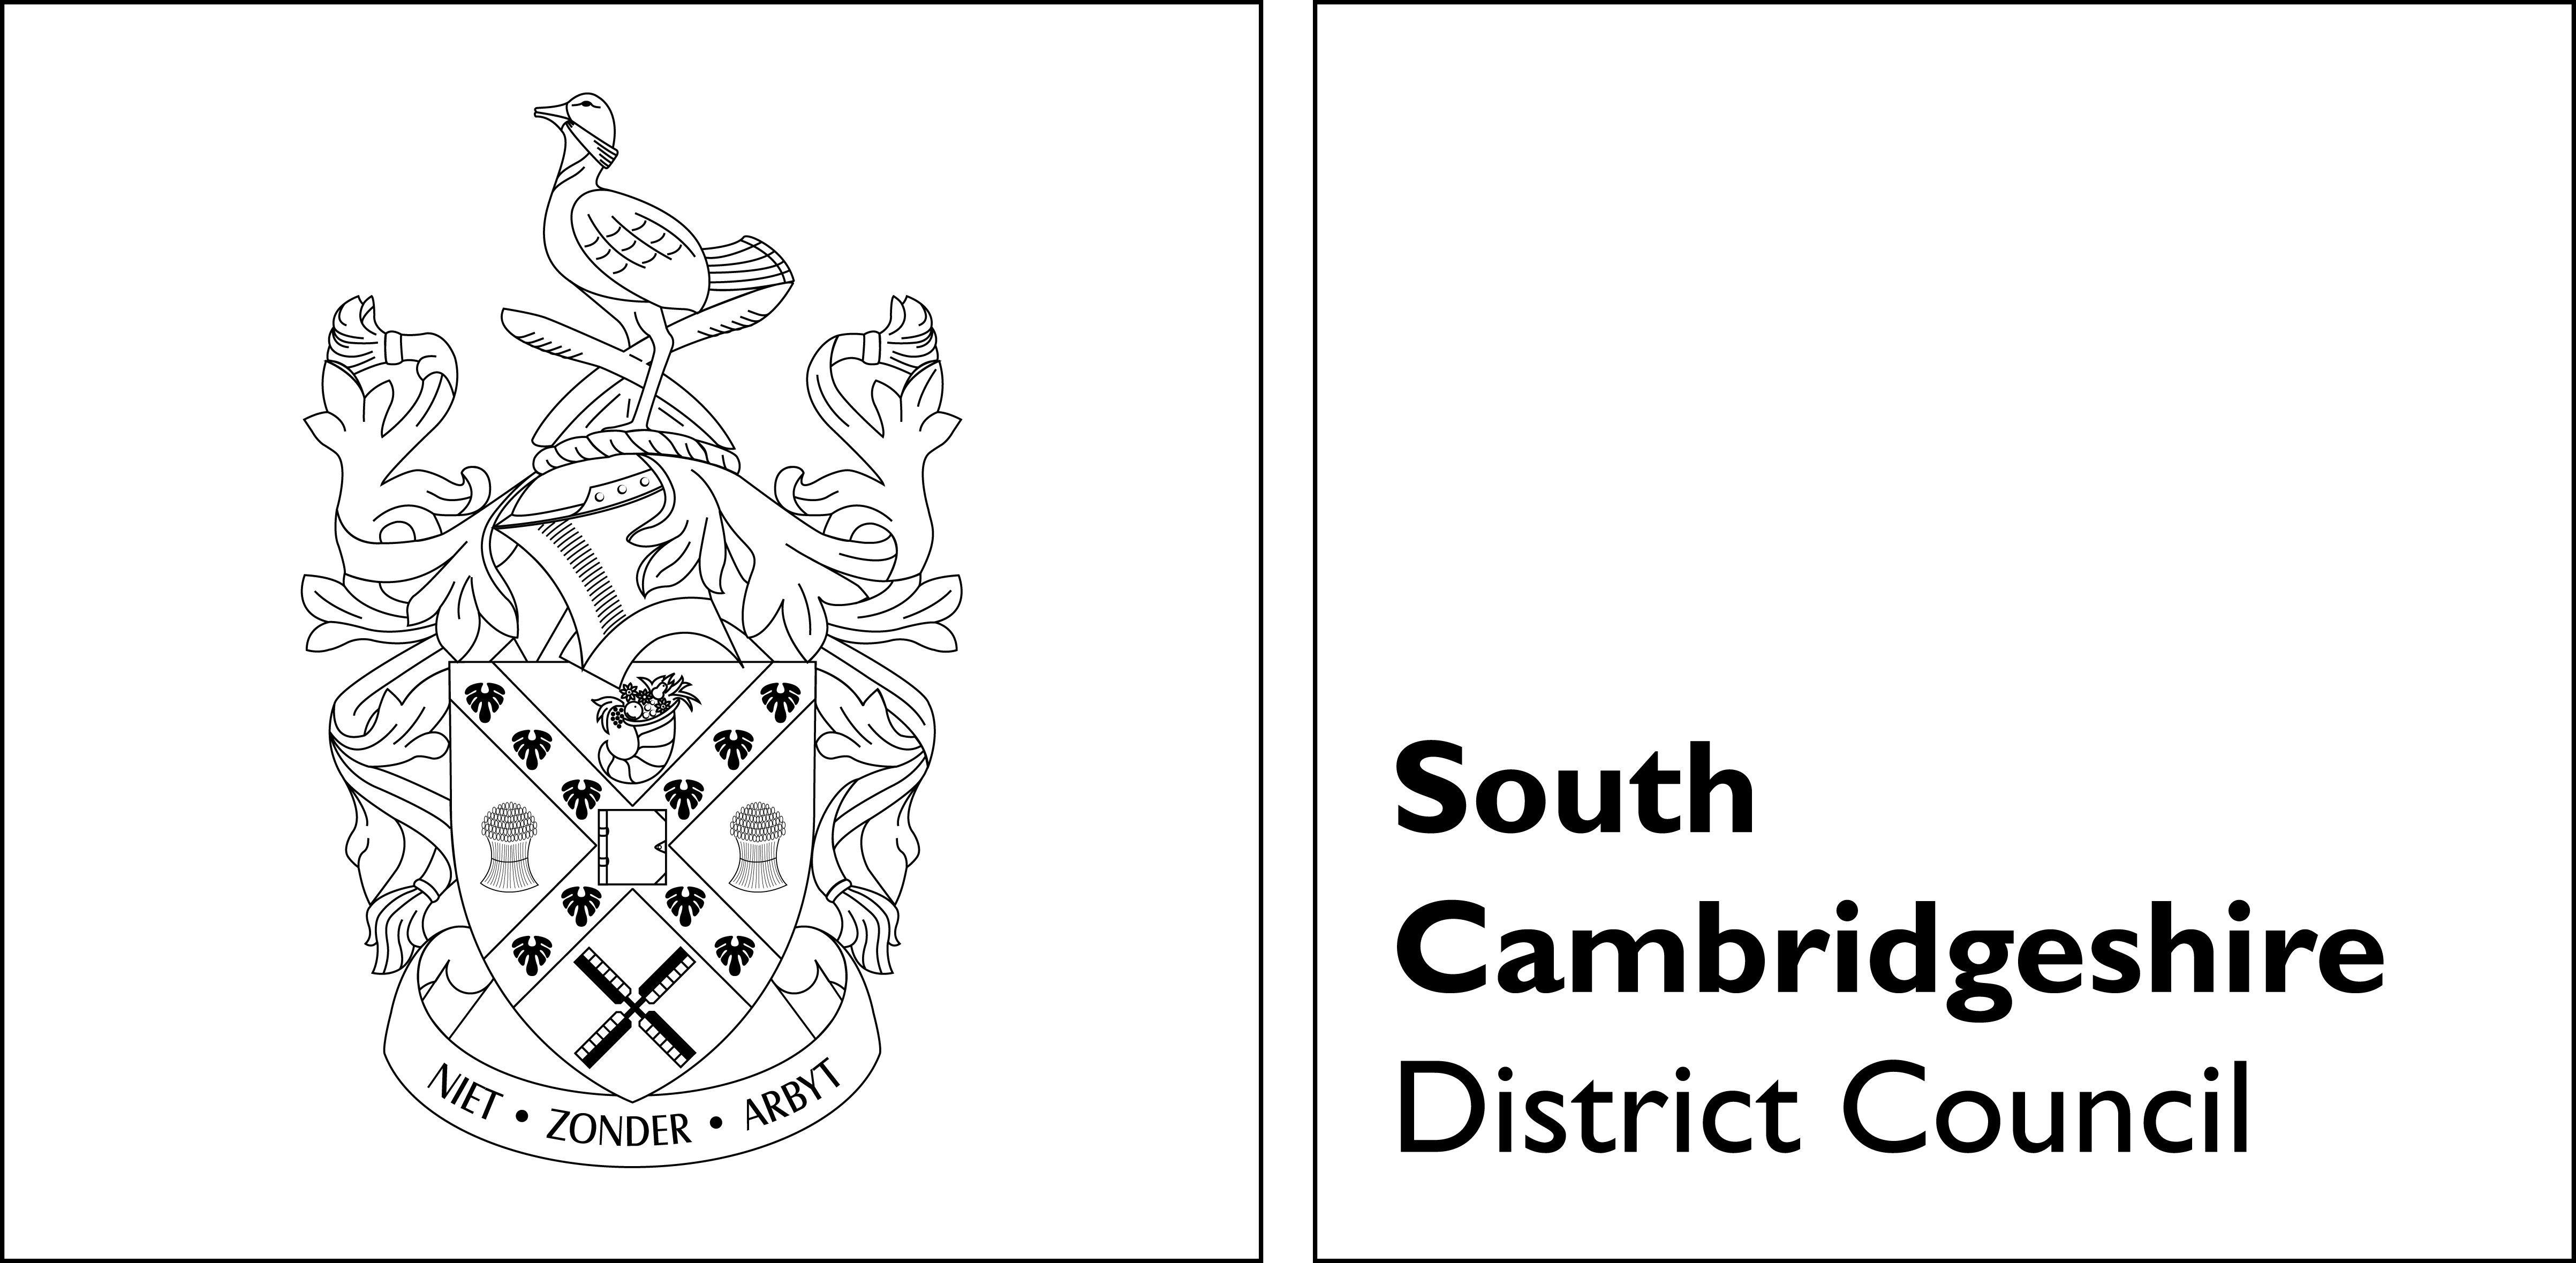 NIET • ZONDER • ARBYT
South
Cambridgeshire
District Council